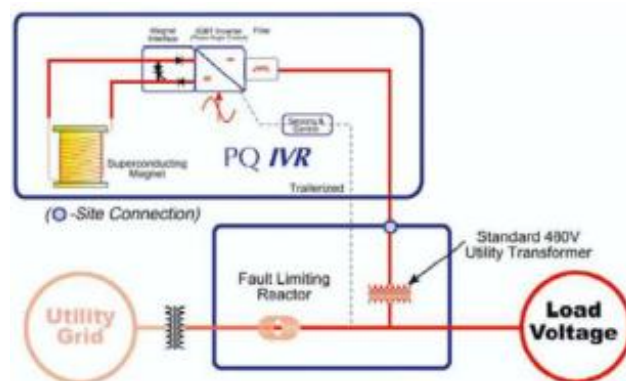 Magnet
Interface
IGBT Inverter
Filter
Sensing &
Control
Superconducting
Magnet
PQ IVR
Trailerized
(O-Site Connection)
Standard 480V
Utility Transformer
Fault Limiting
Reactor
Utility
Grid
Load
Voltage